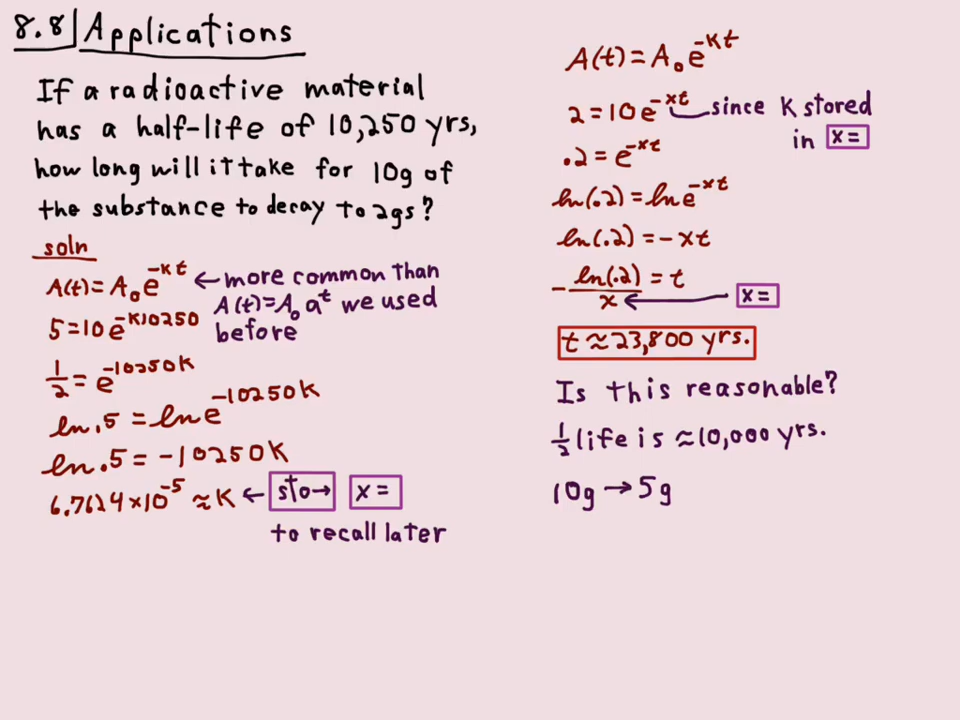 8.8 Applications
If a radioactive material
has a half-life of 10,250 yrs,
how long will it take for 10g of
the substance to decay to 2gs?
soln
A(t) = A₀e^(-kt) ← more common than
A(t) = A₀aᵗ we used
before
5 = 10e^(-k10250)
1/2 = e^(-10250k)
ln .5 = ln e^(-10250k)
ln .5 = -10250k
6.7624 × 10⁻⁵ ≈ k ← sto→ x=
to recall later
A(t) = A₀e^(-kt)
2 = 10e^(-xt) since k stored
in x=
.2 = e^(-xt)
ln(.2) = ln e^(-xt)
ln(.2) = -xt
-ln(.2)/x = t ← x=
t ≈ 23,800 yrs.
Is this reasonable?
½ life is ≈ 10,000 yrs.
10g → 5g